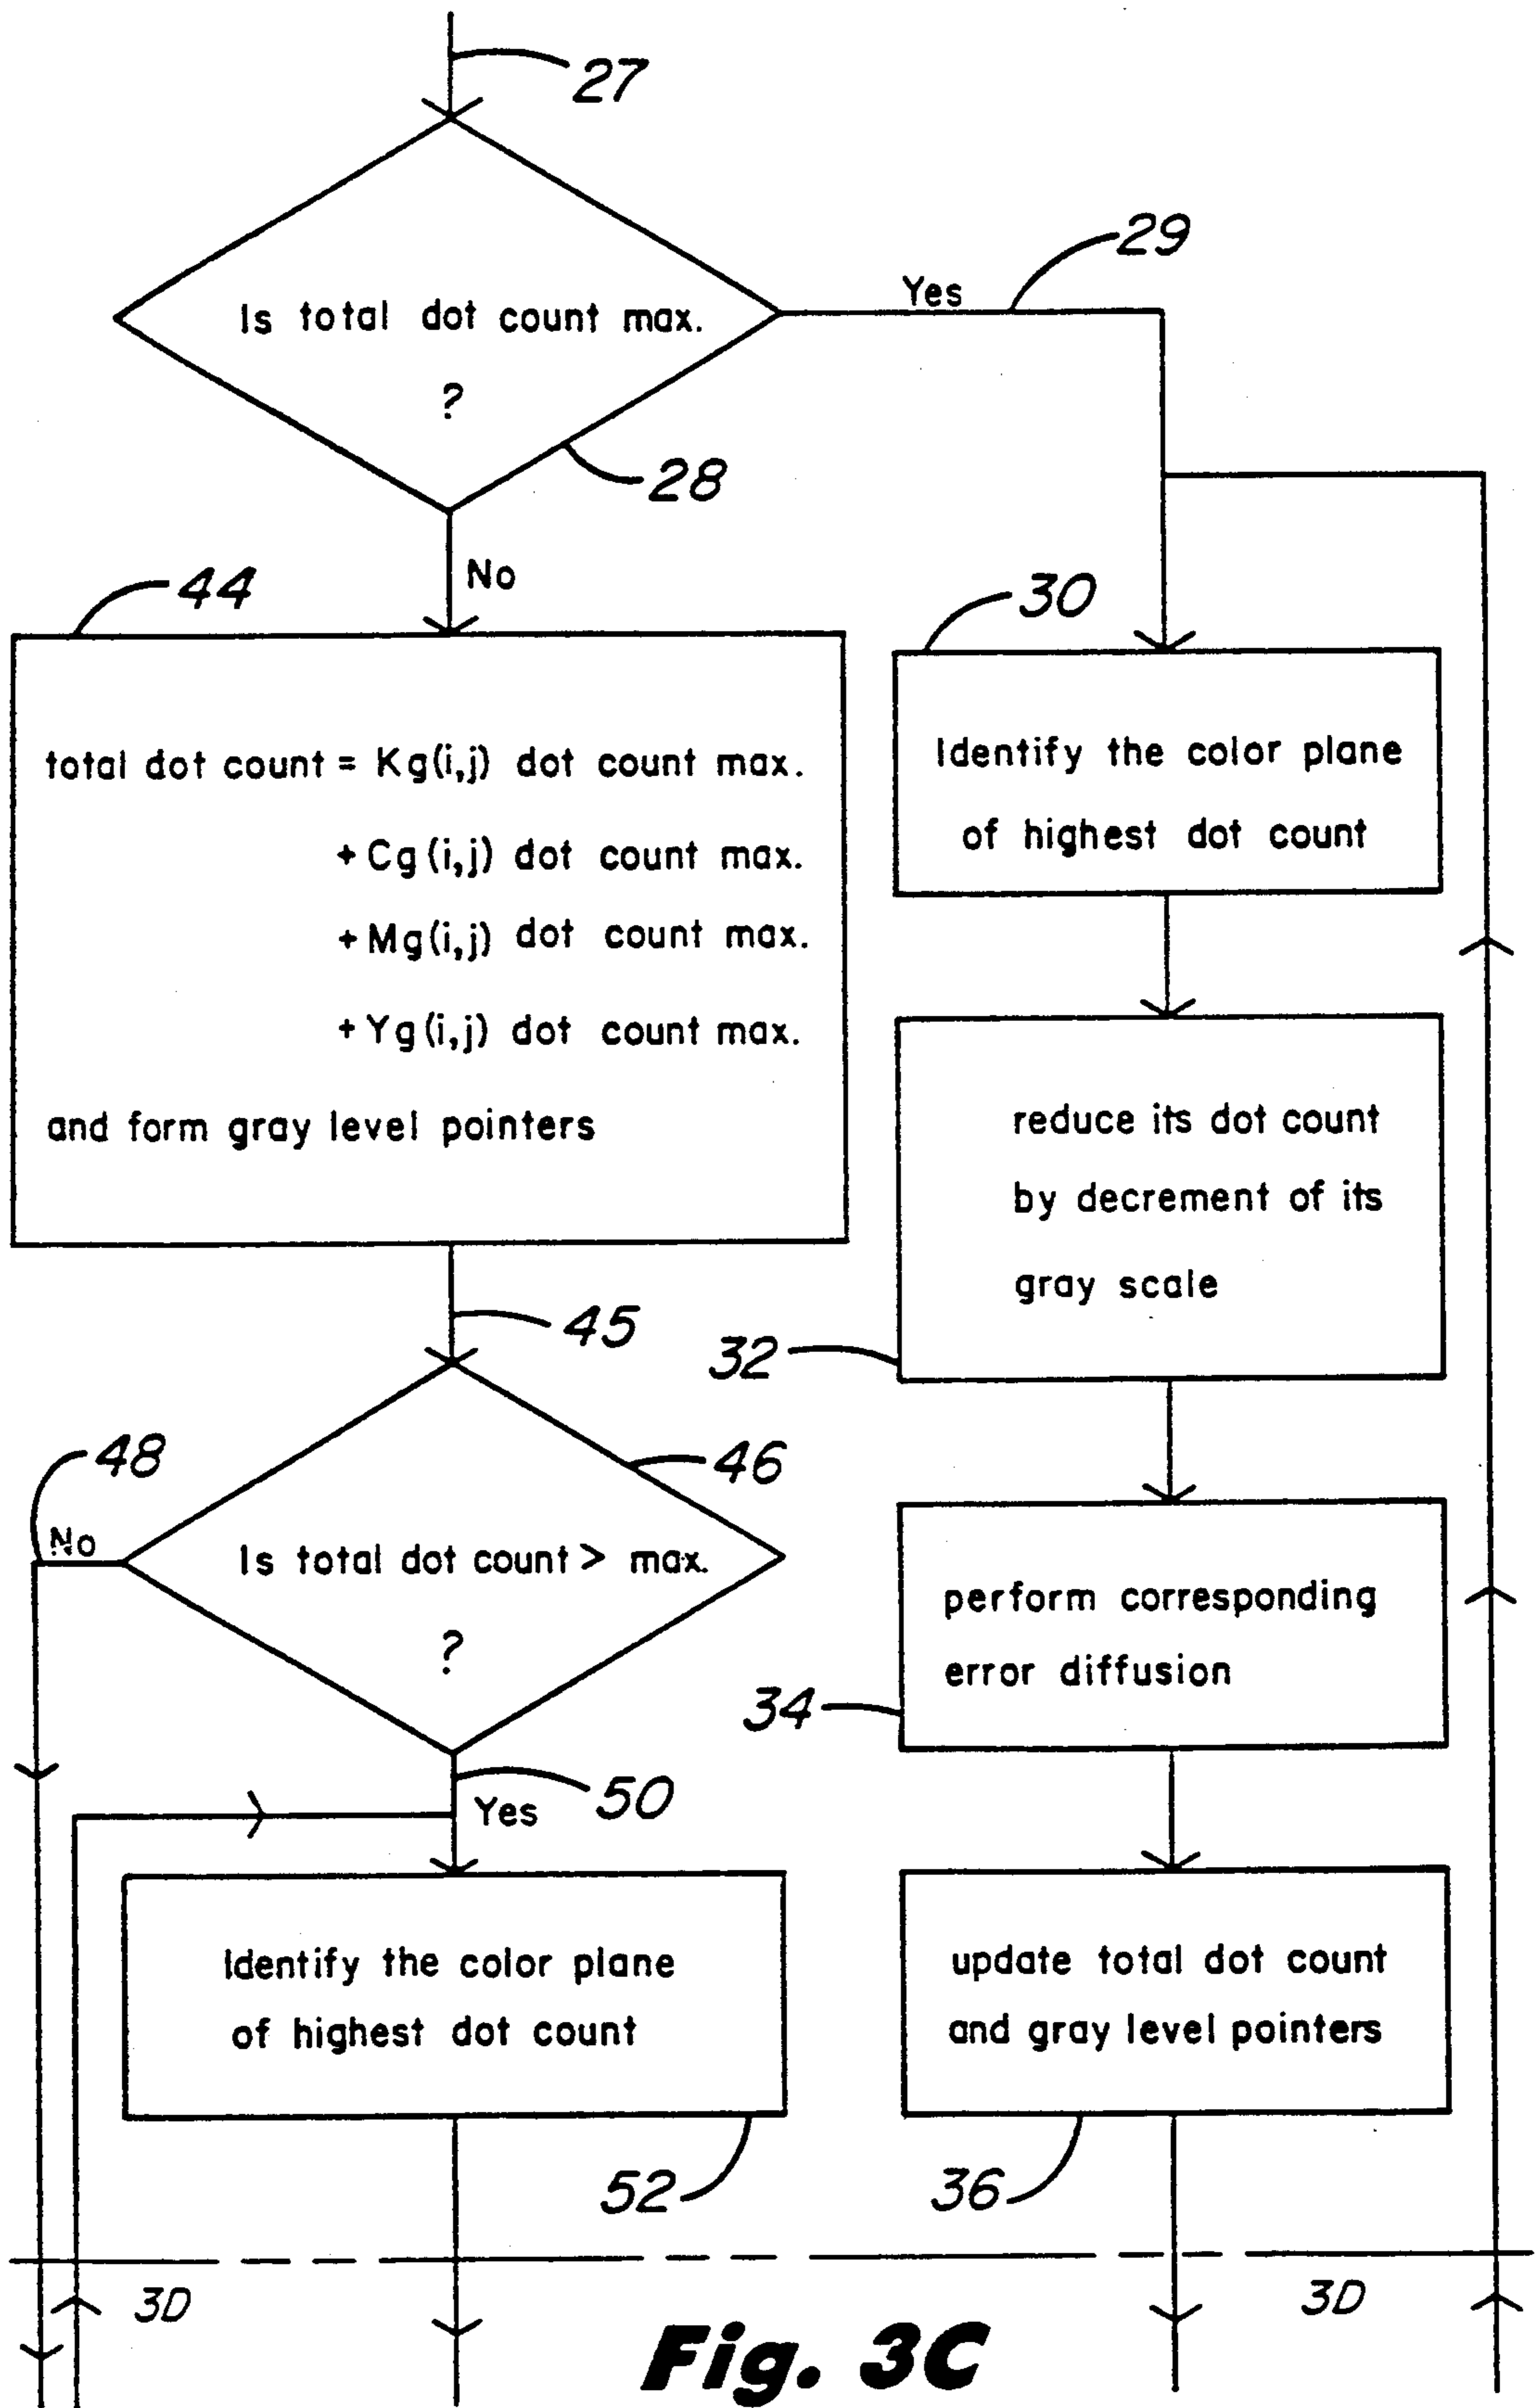 27
Is total dot count max.
?
Yes
29
28
No
44
total dot count = Kg(i,j) dot count max.
+ Cg(i,j) dot count max.
+ Mg(i,j) dot count max.
+ Yg(i,j) dot count max.
and form gray level pointers
30
Identify the color plane
of highest dot count
reduce its dot count
by decrement of its
gray scale
32
45
46
48
No
Is total dot count > max.
?
perform corresponding
error diffusion
34
50
Yes
Identify the color plane
of highest dot count
52
update total dot count
and gray level pointers
36
3D
3D
Fig. 3C